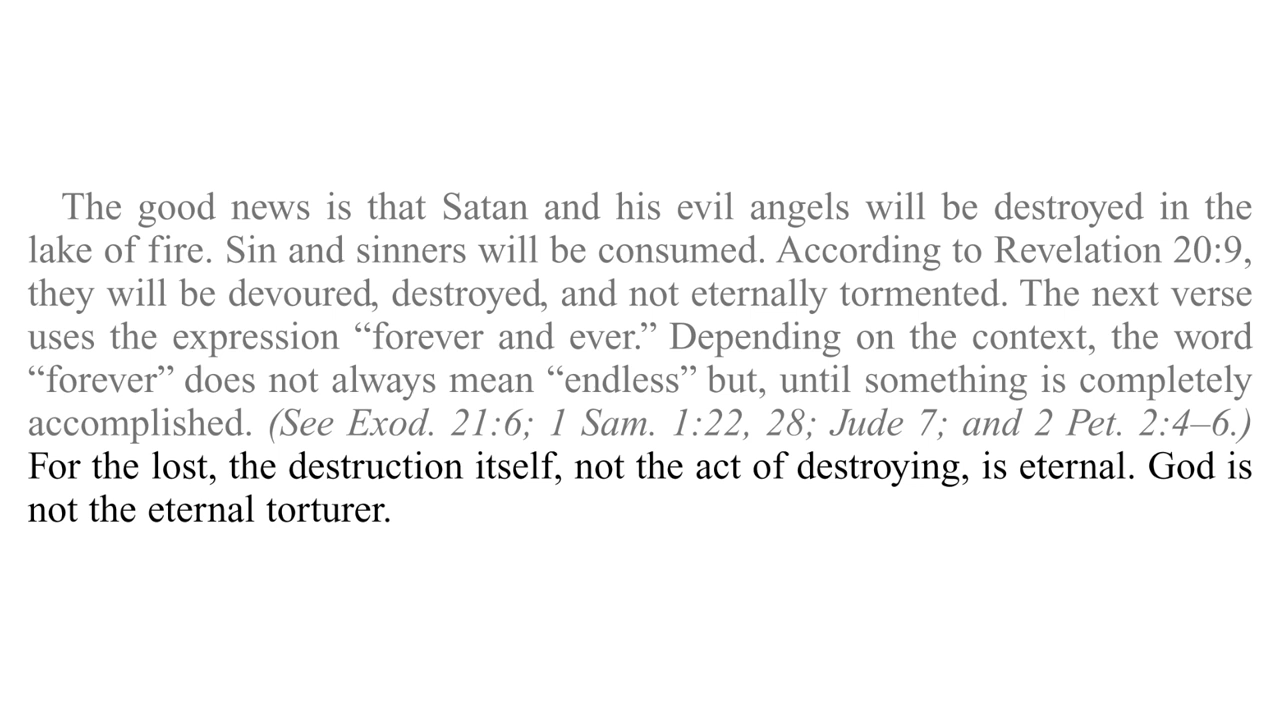 The good news is that Satan and his evil angels will be destroyed in the
lake of fire. Sin and sinners will be consumed. According to Revelation 20:9,
they will be devoured, destroyed, and not eternally tormented. The next verse
uses the expression “forever and ever.” Depending on the context, the word
“forever” does not always mean “endless” but, until something is completely
accomplished. (See Exod. 21:6; 1 Sam. 1:22, 28; Jude 7; and 2 Pet. 2:4–6.)
For the lost, the destruction itself, not the act of destroying, is eternal. God is
not the eternal torturer.